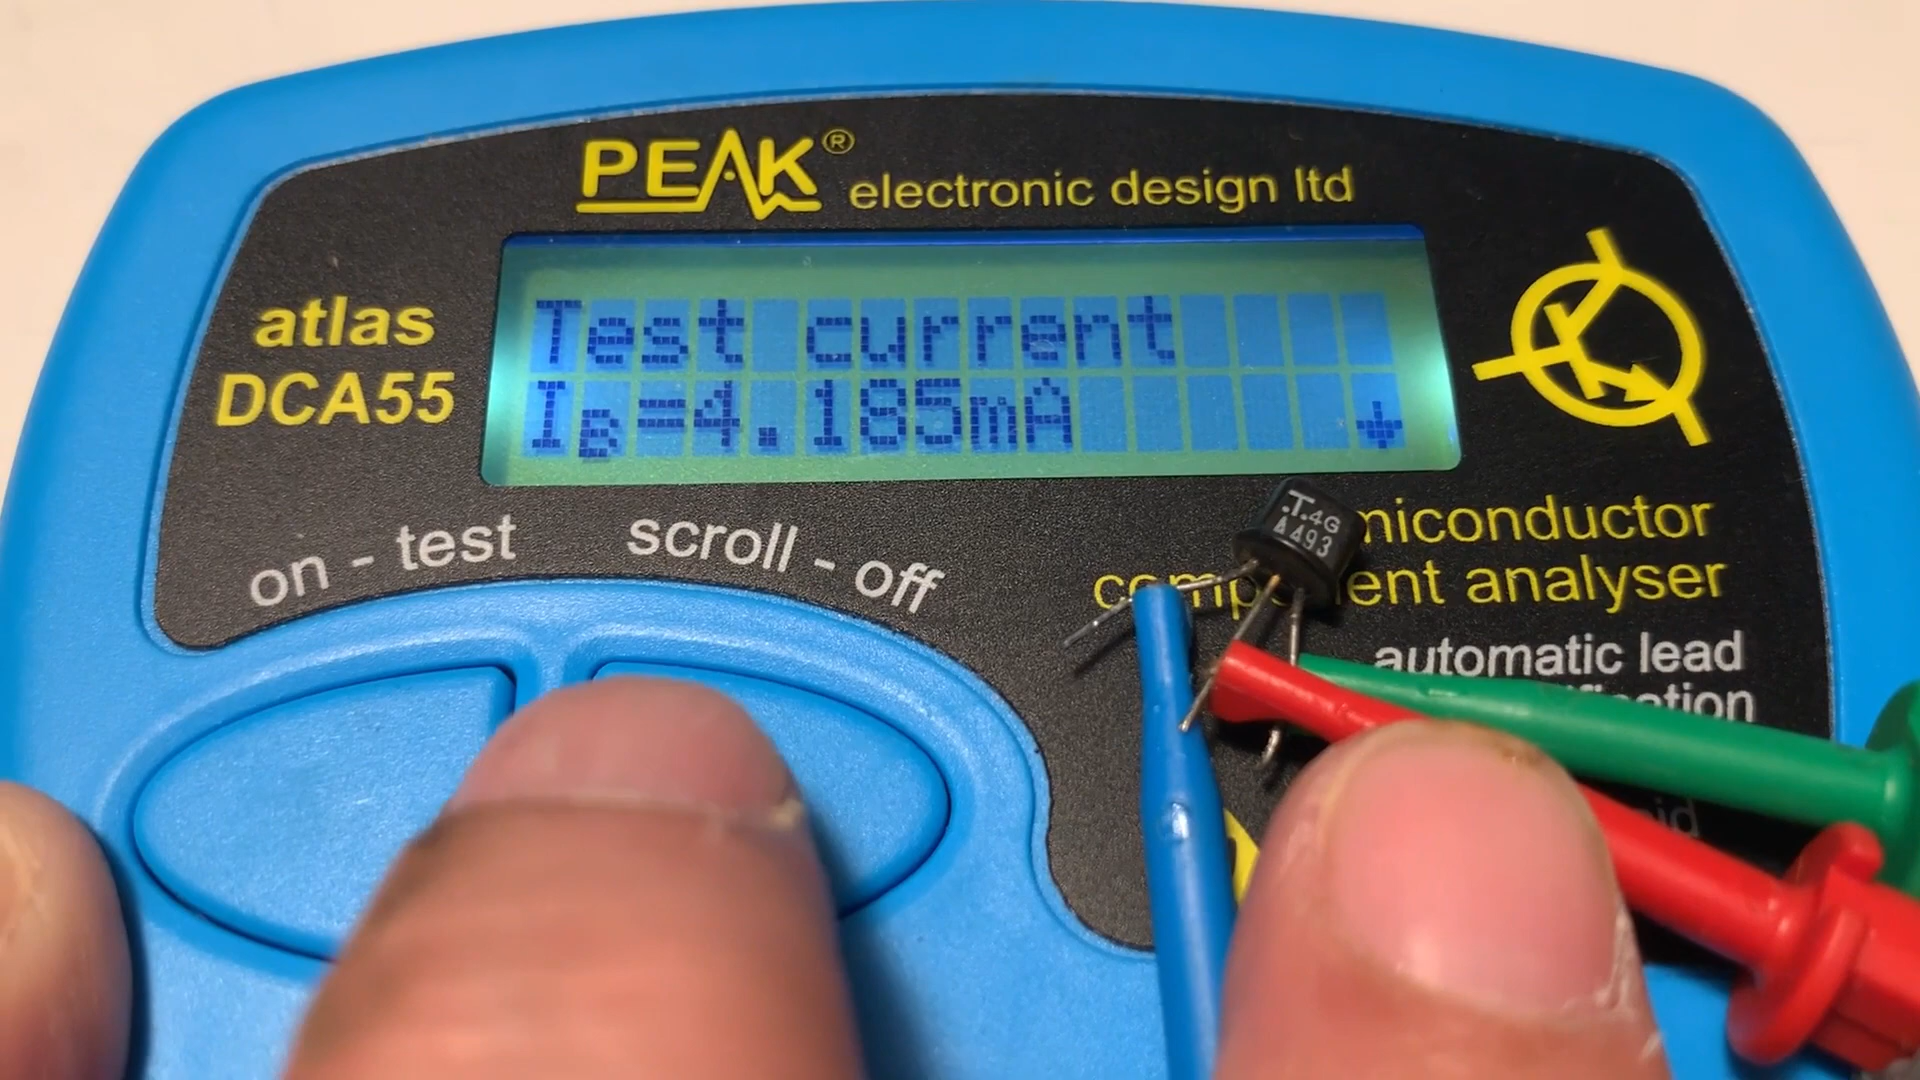 PEAK® electronic design ltd
atlas
DCA55
Test current
IB=4.185mA ↓
on - test
scroll - off
.T.4G
A493
miconductor
analyser
automatic lead